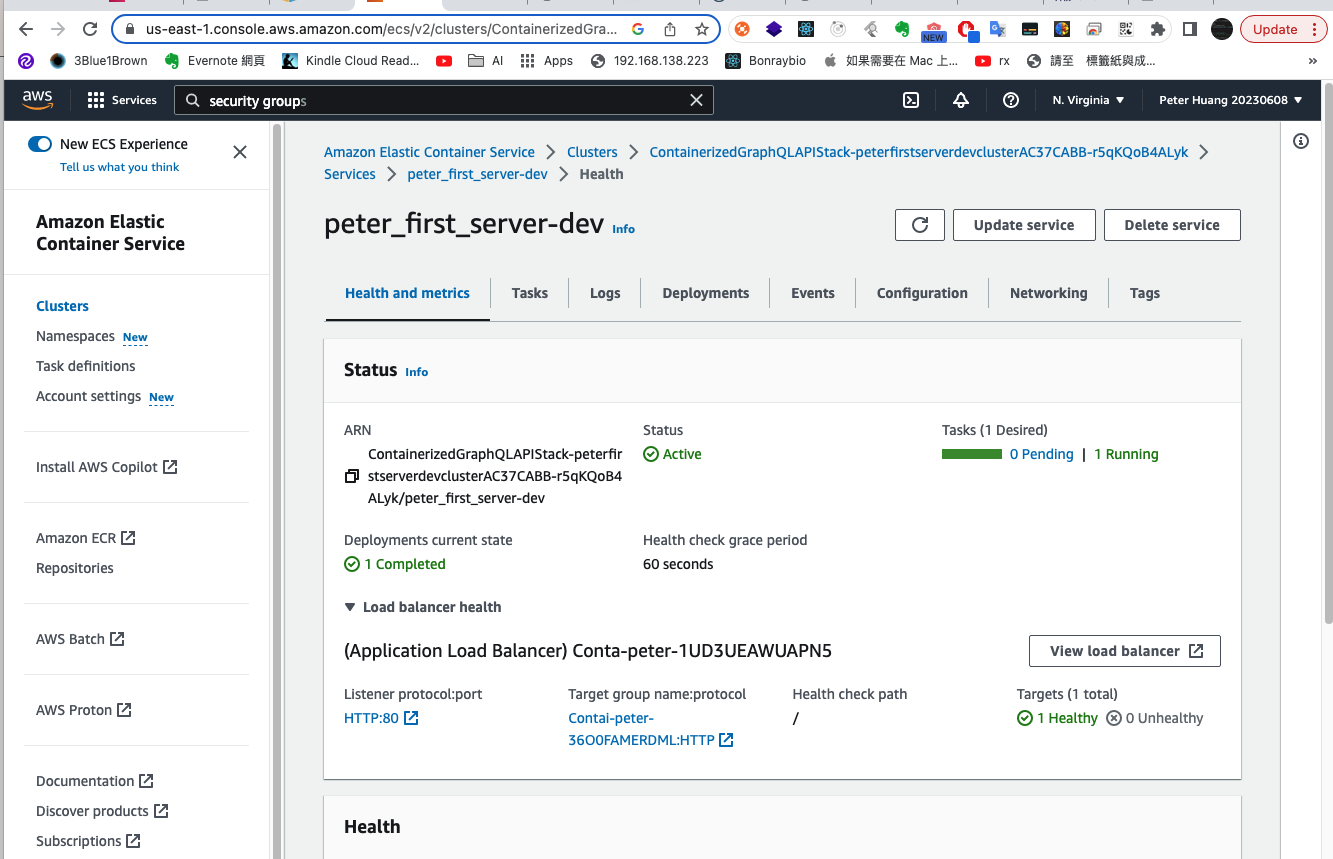 us-east-1.console.aws.amazon.com/ecs/v2/clusters/ContainerizedGra...
NEW
Update
3Blue1Brown
Evernote 網頁
Kindle Cloud Read...
AI
Apps
192.168.138.223
Bonraybio
如果需要在 Mac 上...
rx
請至 標籤紙與成...
»
aws
Services
security groups
N. Virginia
Peter Huang 20230608
New ECS Experience
Tell us what you think
Amazon Elastic
Container Service
Clusters
Namespaces New
Task definitions
Account settings New
Install AWS Copilot
Amazon ECR
Repositories
AWS Batch
AWS Proton
Documentation
Discover products
Subscriptions
Amazon Elastic Container Service
Clusters
ContainerizedGraphQLAPIStack-peterfirstserverdevclusterAC37CABB-r5qKQoB4ALyk
Services
peter_first_server-dev
Health
peter_first_server-dev Info
Update service
Delete service
Health and metrics
Tasks
Logs
Deployments
Events
Configuration
Networking
Tags
Status Info
ARN
ContainerizedGraphQLAPIStack-peterfir
stserverdevclusterAC37CABB-r5qKQoB4
ALyk/peter_first_server-dev
Status
Active
Tasks (1 Desired)
0 Pending | 1 Running
Deployments current state
1 Completed
Health check grace period
60 seconds
Load balancer health
(Application Load Balancer) Conta-peter-1UD3UEAWUAPN5
View load balancer
Listener protocol:port
HTTP:80
Target group name:protocol
Contai-peter-
36O0FAMERDML:HTTP
Health check path
/
Targets (1 total)
1 Healthy
0 Unhealthy
Health